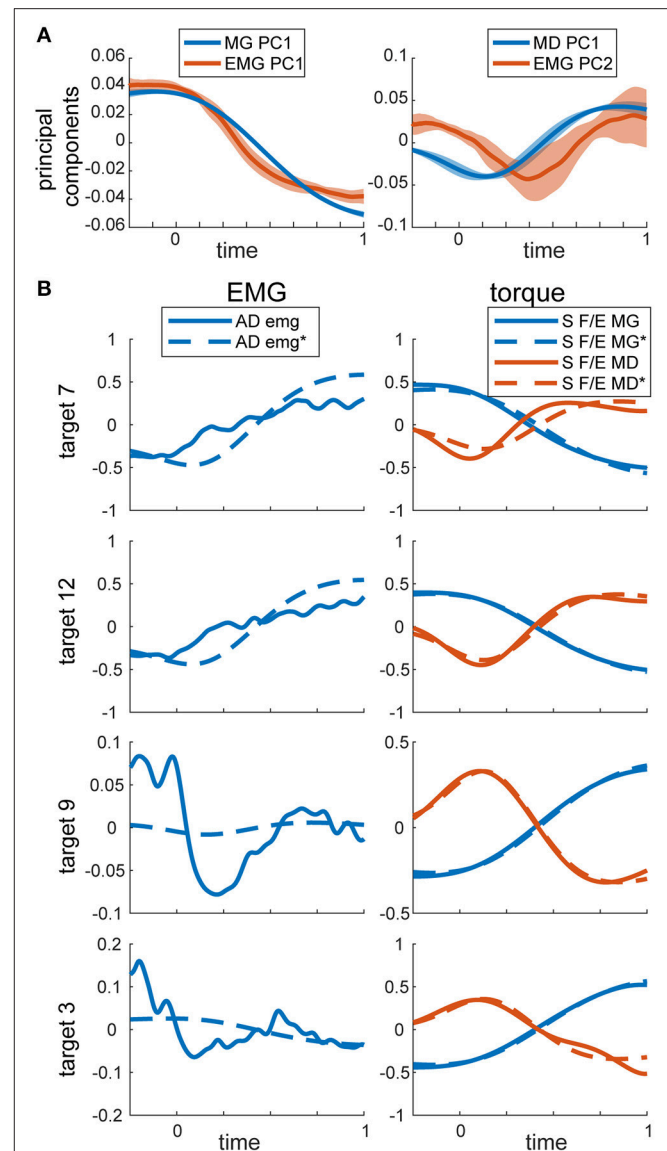 A
MG PC1
EMG PC1
MD PC1
EMG PC2
principal
components
0.06
0.04
0.02
0
-0.02
-0.04
-0.06
0
1
time
0.1
0.05
0
-0.05
-0.1
0
1
time
B
EMG
torque
AD emg
AD emg*
S F/E MG
S F/E MG*
S F/E MD
S F/E MD*
target 7
1
0.5
0
-0.5
-1
1
0.5
0
-0.5
-1
target 12
1
0.5
0
-0.5
-1
1
0.5
0
-0.5
-1
target 9
0.1
0.05
0
-0.05
-0.1
0.5
0
-0.5
target 3
0.2
0.1
0
-0.1
-0.2
0
1
time
1
0.5
0
-0.5
-1
0
1
time